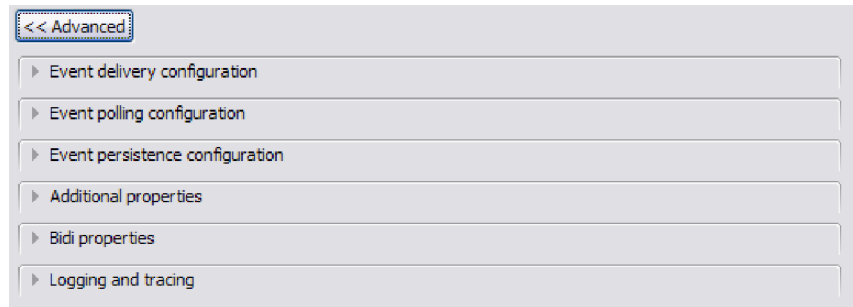 << Advanced
Event delivery configuration
Event polling configuration
Event persistence configuration
Additional properties
Bidi properties
Logging and tracing